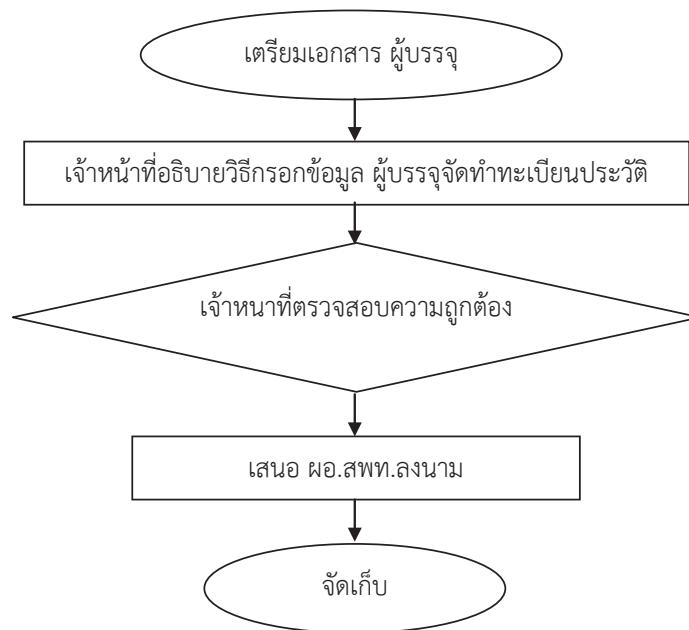 เตรียมเอกสาร ผู้บรรจุ
เจ้าหน้าที่อธิบายวิธีกรอกข้อมูล ผู้บรรจุจัดทำทะเบียนประวัติ
เจ้าหนาที่ตรวจสอบความถูกต้อง
เสนอ ผอ.สพท.ลงนาม
จัดเก็บ